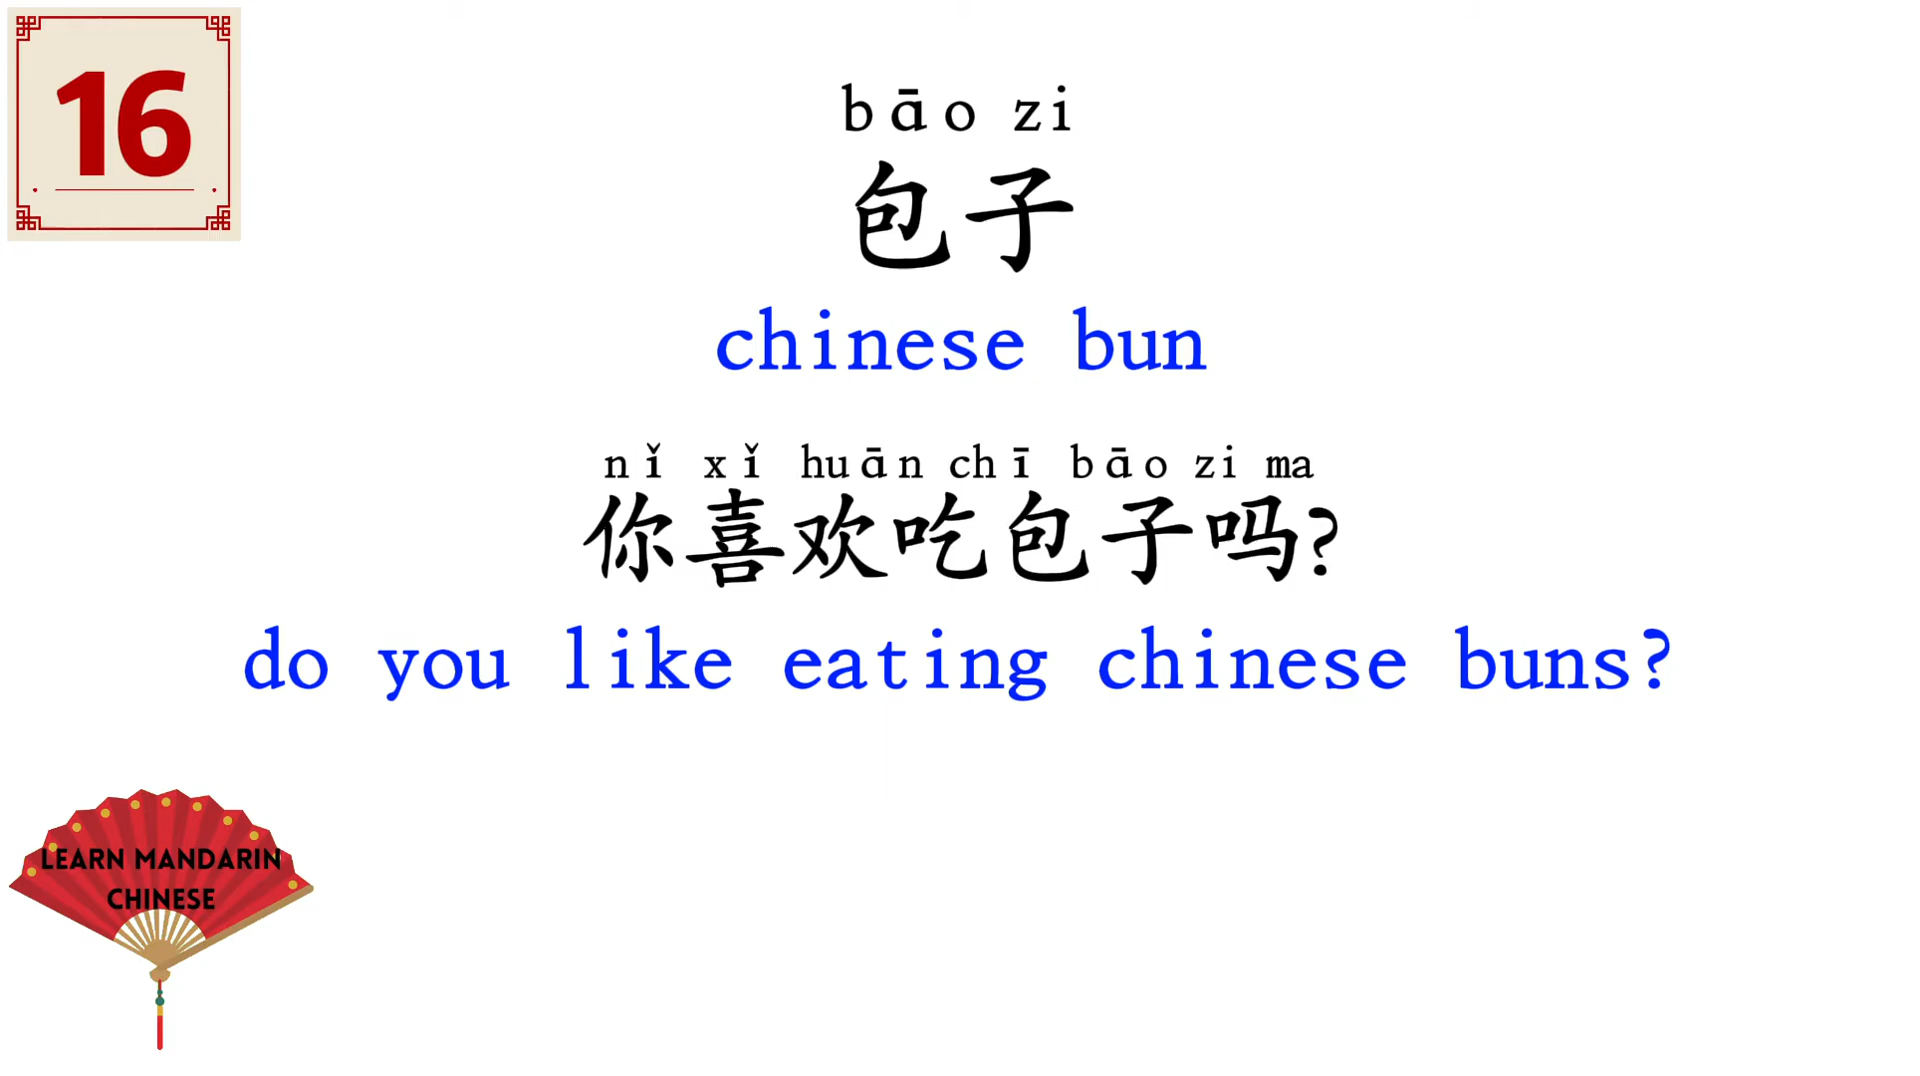 16
bāo zi
包子
chinese bun
nǐ xǐ huān chī bāo zi ma
你喜欢吃包子吗?
do you like eating chinese buns?
LEARN MANDARIN
CHINESE